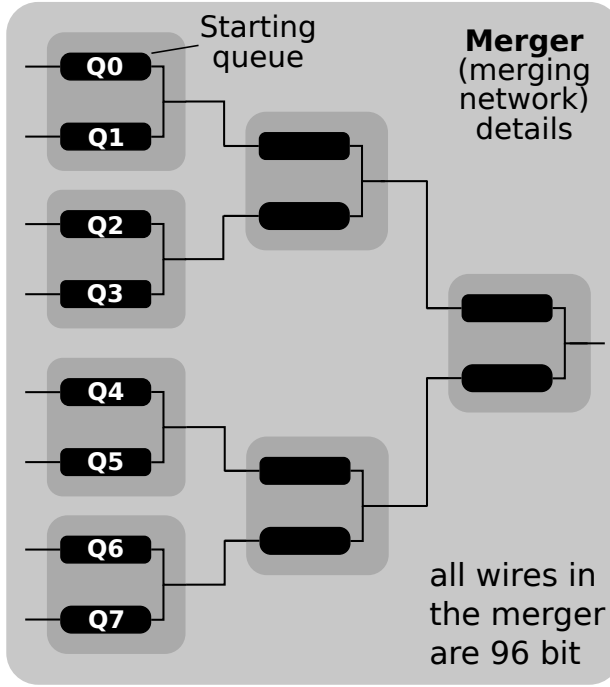 Starting
queue
Merger
(merging
network)
details
Q0
Q1
Q2
Q3
Q4
Q5
Q6
Q7
all wires in
the merger
are 96 bit